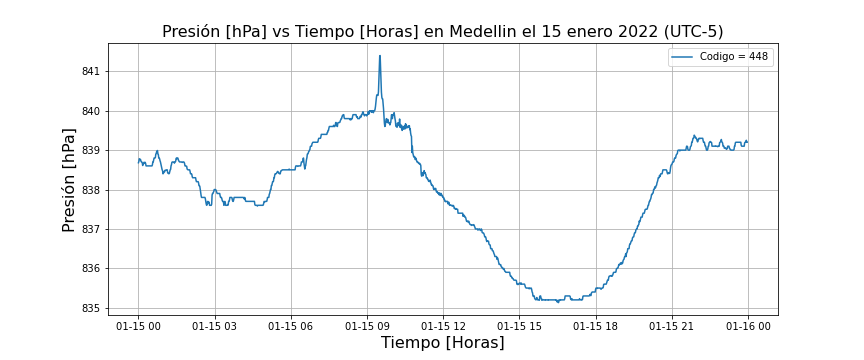 Presión [hPa] vs Tiempo [Horas] en Medellin el 15 enero 2022 (UTC-5)
Codigo = 448
Presión [hPa]
841
840
839
838
837
836
835
01-15 00 01-15 03 01-15 06 01-15 09 01-15 12 01-15 15 01-15 18 01-15 21 01-16 00
Tiempo [Horas]